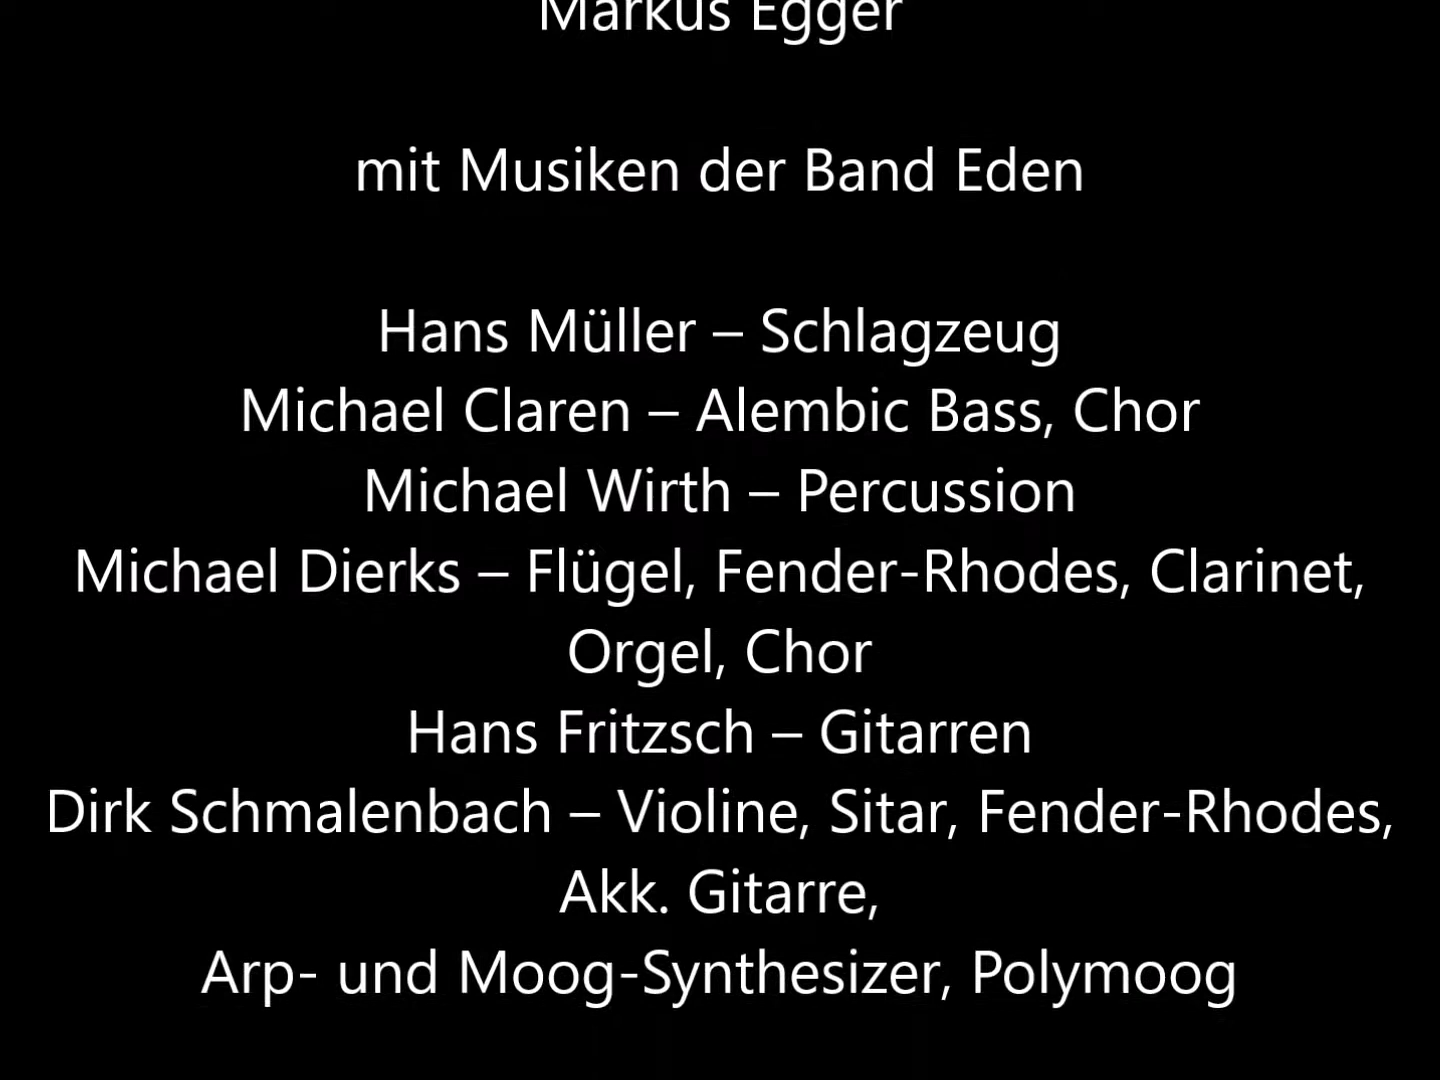 Markus Egger
mit Musiken der Band Eden
Hans Müller – Schlagzeug
Michael Claren – Alembic Bass, Chor
Michael Wirth – Percussion
Michael Dierks – Flügel, Fender-Rhodes, Clarinet,
Orgel, Chor
Hans Fritzsch – Gitarren
Dirk Schmalenbach – Violine, Sitar, Fender-Rhodes,
Akk. Gitarre,
Arp- und Moog-Synthesizer, Polymoog